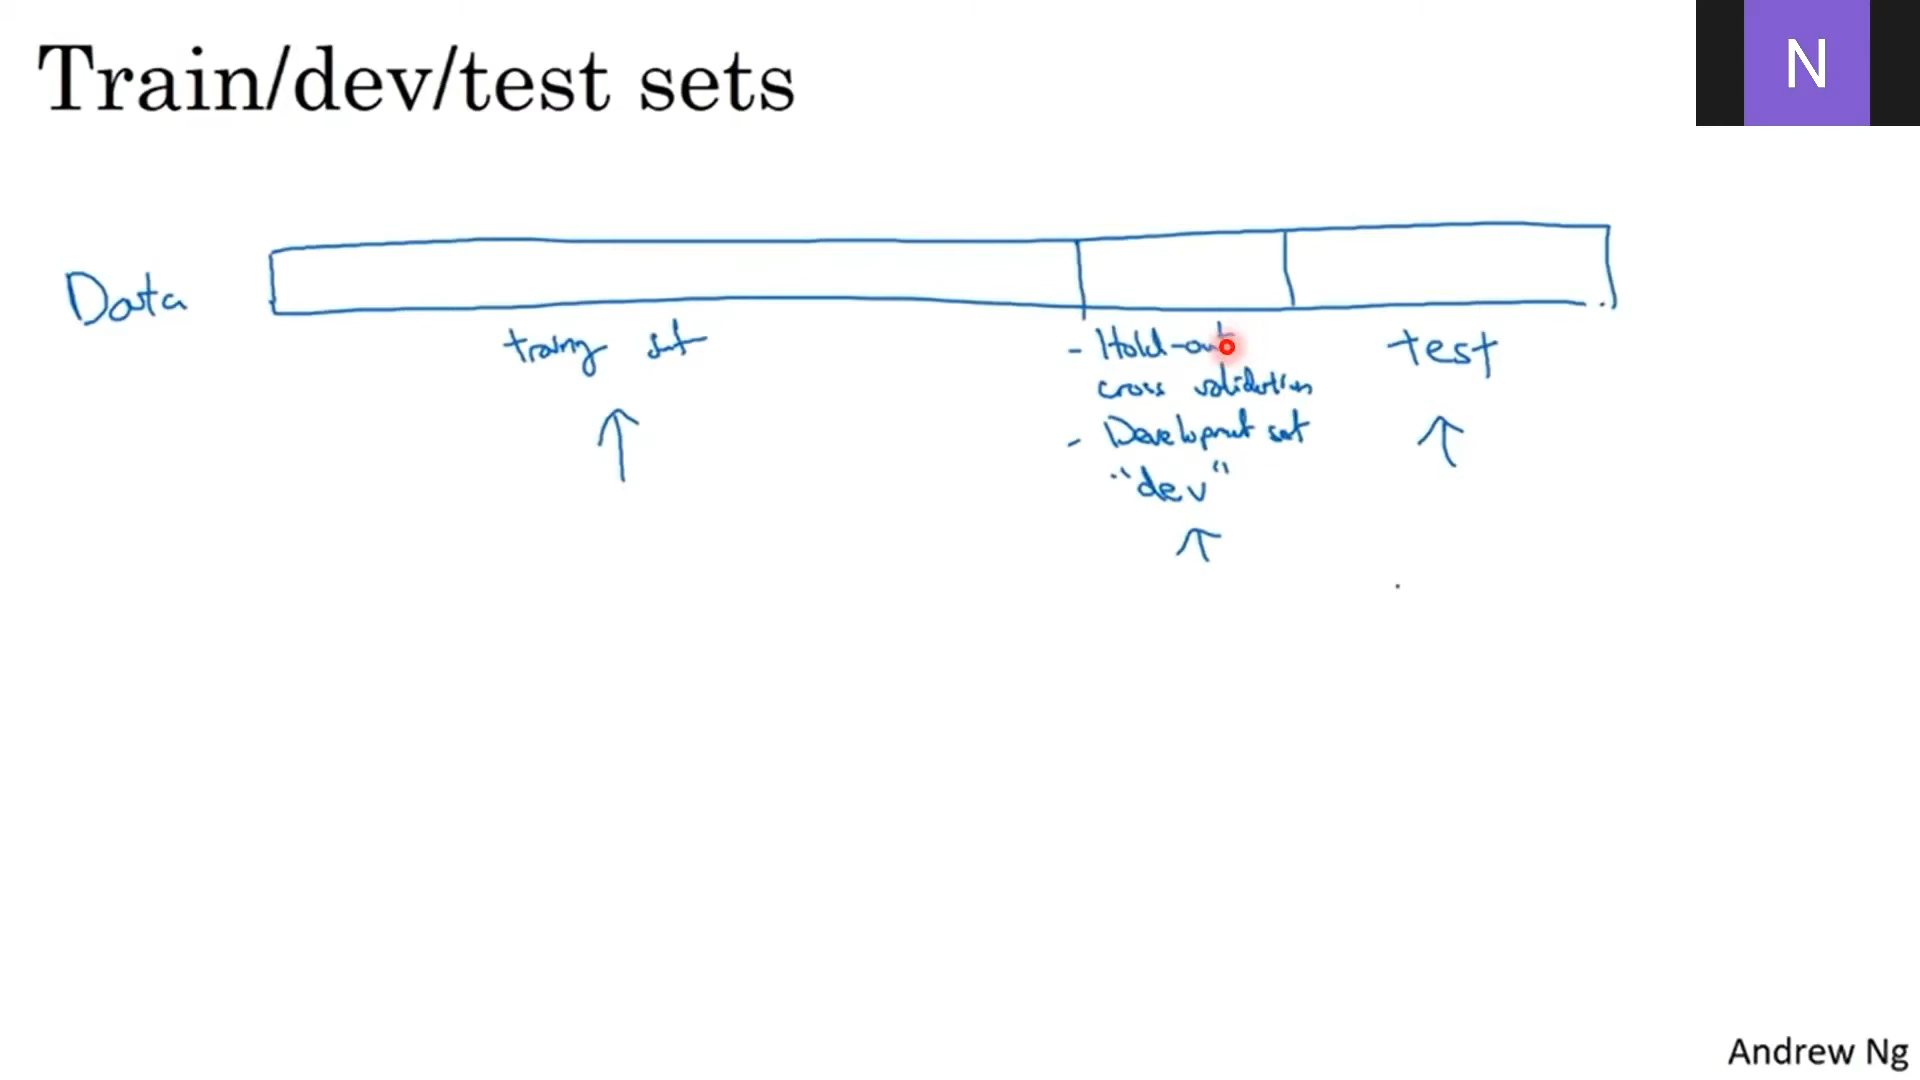 Train/dev/test sets
N
Data
training set
- Hold-out
cross validation
- Development set
"dev"
test
Andrew Ng